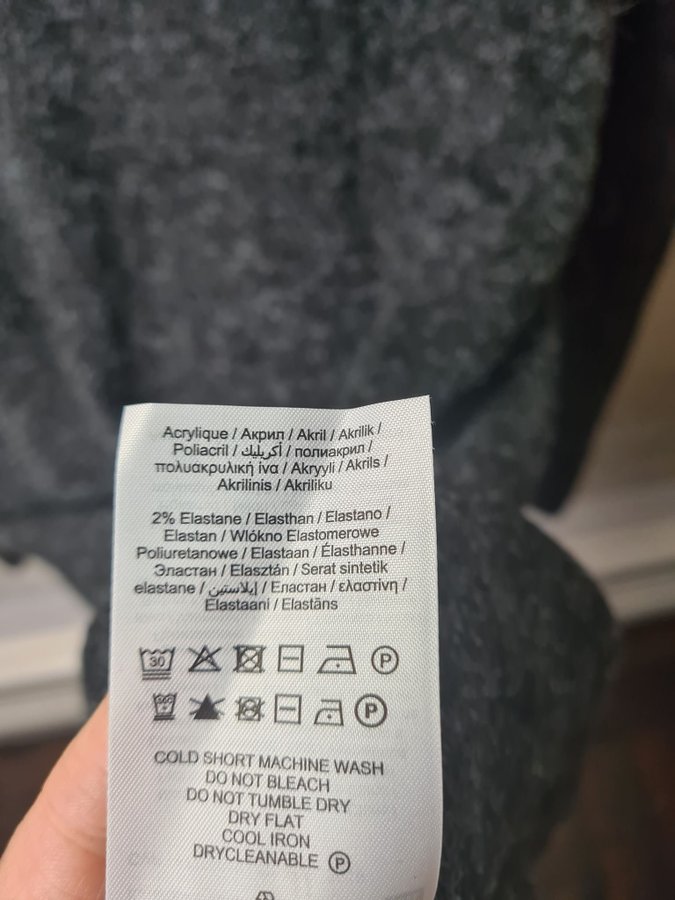 Acrylique / Акрил / Akril / Akrilik /
Poliacril / أكريليك / полиакрил /
πολυακρυλική ίνα / Akryyli / Akrils /
Akrilinis / Akriliku
2% Elastane / Elasthan / Elastano /
Elastan / Wlókno Elastomerowe
Poliuretanowe / Elastaan / Élasthanne /
Эластан / Elasztán / Serat sintetik
elastane / إيلاستين / Еластан / ελαστίνη /
Elastaani / Elastāns
30 P
P
COLD SHORT MACHINE WASH
DO NOT BLEACH
DO NOT TUMBLE DRY
DRY FLAT
COOL IRON
DRYCLEANABLE P